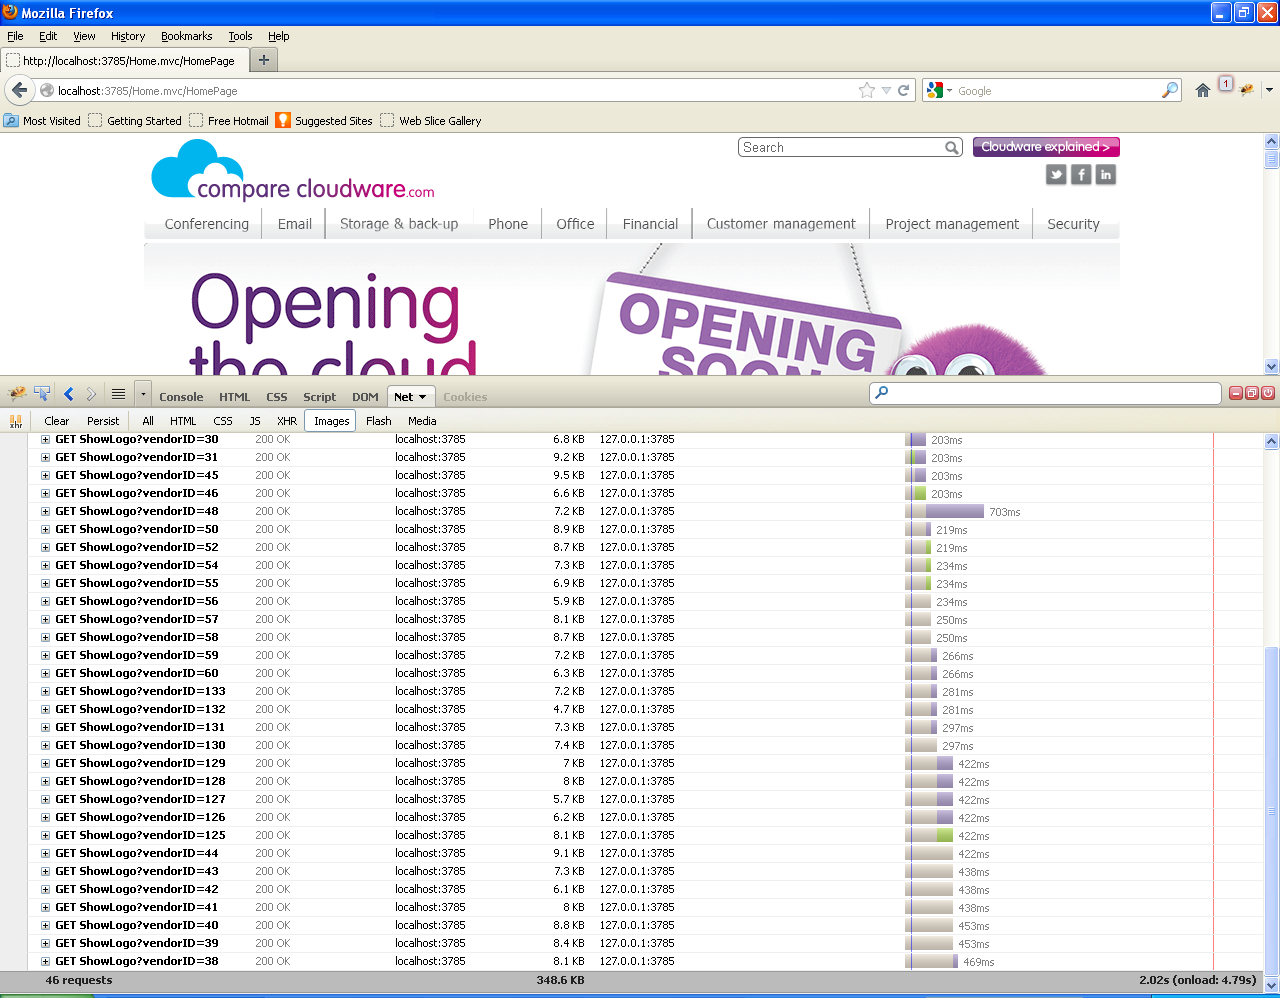 Mozilla Firefox
File Edit View History Bookmarks Tools Help
http://localhost:3785/Home.mvc/HomePage
localhost:3785/Home.mvc/HomePage Google 1
Most Visited Getting Started Free Hotmail Suggested Sites Web Slice Gallery
Search Cloudware explained >
compare cloudware.com
Conferencing Email Storage & back-up Phone Office Financial Customer management Project management Security
Opening
the cloud
OPENING
SOON
Console HTML CSS Script DOM Net Cookies
xhr Clear Persist All HTML CSS JS XHR Images Flash Media
GET ShowLogo?vendorID=30 200 OK localhost:3785 6.8 KB 127.0.0.1:3785 203ms
GET ShowLogo?vendorID=31 200 OK localhost:3785 9.2 KB 127.0.0.1:3785 203ms
GET ShowLogo?vendorID=45 200 OK localhost:3785 9.5 KB 127.0.0.1:3785 203ms
GET ShowLogo?vendorID=46 200 OK localhost:3785 6.6 KB 127.0.0.1:3785 203ms
GET ShowLogo?vendorID=48 200 OK localhost:3785 7.2 KB 127.0.0.1:3785 703ms
GET ShowLogo?vendorID=50 200 OK localhost:3785 8.9 KB 127.0.0.1:3785 219ms
GET ShowLogo?vendorID=52 200 OK localhost:3785 8.7 KB 127.0.0.1:3785 219ms
GET ShowLogo?vendorID=54 200 OK localhost:3785 7.3 KB 127.0.0.1:3785 234ms
GET ShowLogo?vendorID=55 200 OK localhost:3785 6.9 KB 127.0.0.1:3785 234ms
GET ShowLogo?vendorID=56 200 OK localhost:3785 5.9 KB 127.0.0.1:3785 234ms
GET ShowLogo?vendorID=57 200 OK localhost:3785 8.1 KB 127.0.0.1:3785 250ms
GET ShowLogo?vendorID=58 200 OK localhost:3785 8.7 KB 127.0.0.1:3785 250ms
GET ShowLogo?vendorID=59 200 OK localhost:3785 7.2 KB 127.0.0.1:3785 266ms
GET ShowLogo?vendorID=60 200 OK localhost:3785 6.3 KB 127.0.0.1:3785 266ms
GET ShowLogo?vendorID=133 200 OK localhost:3785 7.2 KB 127.0.0.1:3785 281ms
GET ShowLogo?vendorID=132 200 OK localhost:3785 4.7 KB 127.0.0.1:3785 281ms
GET ShowLogo?vendorID=131 200 OK localhost:3785 7.3 KB 127.0.0.1:3785 297ms
GET ShowLogo?vendorID=130 200 OK localhost:3785 7.4 KB 127.0.0.1:3785 297ms
GET ShowLogo?vendorID=129 200 OK localhost:3785 7 KB 127.0.0.1:3785 422ms
GET ShowLogo?vendorID=128 200 OK localhost:3785 8 KB 127.0.0.1:3785 422ms
GET ShowLogo?vendorID=127 200 OK localhost:3785 5.7 KB 127.0.0.1:3785 422ms
GET ShowLogo?vendorID=126 200 OK localhost:3785 6.2 KB 127.0.0.1:3785 422ms
GET ShowLogo?vendorID=125 200 OK localhost:3785 8.1 KB 127.0.0.1:3785 422ms
GET ShowLogo?vendorID=44 200 OK localhost:3785 9.1 KB 127.0.0.1:3785 422ms
GET ShowLogo?vendorID=43 200 OK localhost:3785 7.3 KB 127.0.0.1:3785 438ms
GET ShowLogo?vendorID=42 200 OK localhost:3785 6.1 KB 127.0.0.1:3785 438ms
GET ShowLogo?vendorID=41 200 OK localhost:3785 8 KB 127.0.0.1:3785 438ms
GET ShowLogo?vendorID=40 200 OK localhost:3785 8.8 KB 127.0.0.1:3785 453ms
GET ShowLogo?vendorID=39 200 OK localhost:3785 8.4 KB 127.0.0.1:3785 453ms
GET ShowLogo?vendorID=38 200 OK localhost:3785 8.1 KB 127.0.0.1:3785 469ms
46 requests 348.6 KB 2.02s (onload: 4.79s)